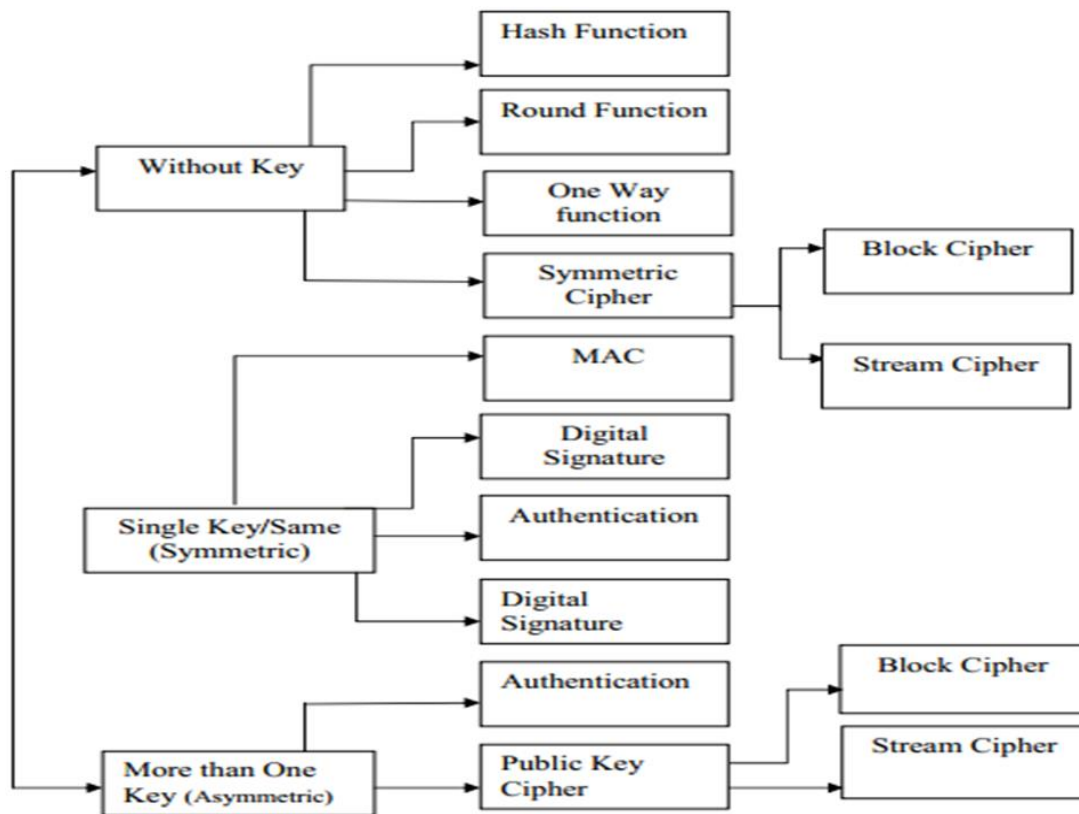 Hash Function
Round Function
Without Key
One Way
function
Symmetric
Cipher
Block Cipher
Stream Cipher
MAC
Digital
Signature
Single Key/Same
(Symmetric)
Authentication
Digital
Signature
Authentication
Block Cipher
More than One
Key (Asymmetric)
Public Key
Cipher
Stream Cipher